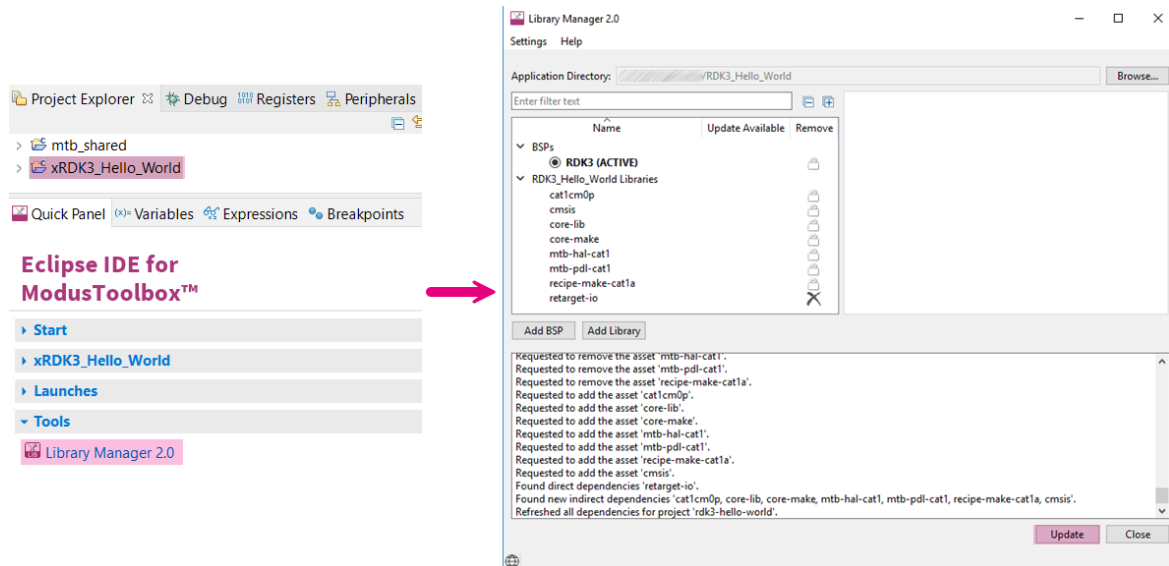 Project Explorer
Debug
Registers
Peripherals
mtb_shared
xRDK3_Hello_World
Quick Panel
(x)= Variables
Expressions
Breakpoints
Eclipse IDE for
ModusToolbox™
Start
xRDK3_Hello_World
Launches
Tools
Library Manager 2.0
Library Manager 2.0
Settings Help
Application Directory: /RDK3_Hello_World Browse...
Enter filter text
Name Update Available Remove
BSPs
RDK3 (ACTIVE)
RDK3_Hello_World Libraries
cat1cm0p
cmsis
core-lib
core-make
mtb-hal-cat1
mtb-pdl-cat1
recipe-make-cat1a
retarget-io
Add BSP Add Library
Requested to remove the asset 'mtb-hal-cat1'.
Requested to remove the asset 'mtb-pdl-cat1'.
Requested to remove the asset 'recipe-make-cat1a'.
Requested to add the asset 'cat1cm0p'.
Requested to add the asset 'core-lib'.
Requested to add the asset 'core-make'.
Requested to add the asset 'mtb-hal-cat1'.
Requested to add the asset 'mtb-pdl-cat1'.
Requested to add the asset 'recipe-make-cat1a'.
Requested to add the asset 'cmsis'.
Found direct dependencies 'retarget-io'.
Found new indirect dependencies 'cat1cm0p, core-lib, core-make, mtb-hal-cat1, mtb-pdl-cat1, recipe-make-cat1a, cmsis'.
Refreshed all dependencies for project 'rdk3-hello-world'.
Update Close